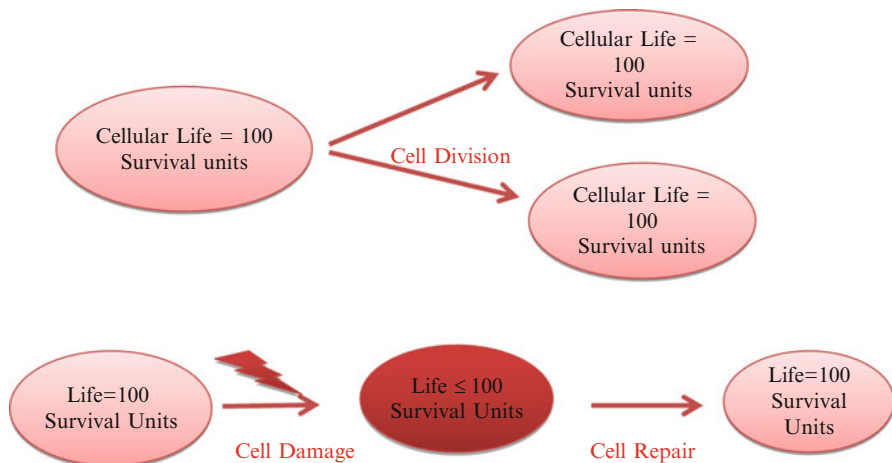 Cellular Life = 100
Survival units
Cell Division
Cellular Life =
100
Survival units
Cellular Life =
100
Survival units
Life=100
Survival Units
Cell Damage
Life ≤ 100
Survival Units
Cell Repair
Life=100
Survival
Units